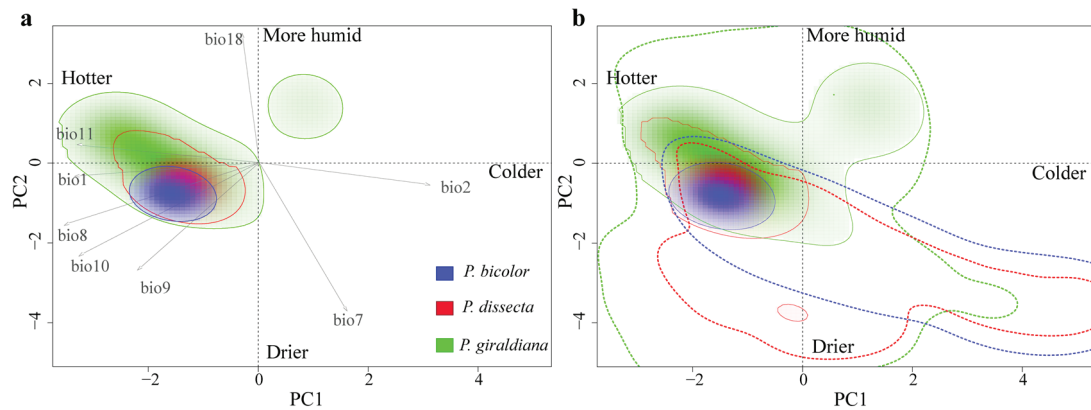 a
More humid
bio18
Hotter
bio11
bio1
Colder
bio2
bio8
bio10
bio9
bio7
P. bicolor
P. dissecta
P. giraldiana
Drier
2
0
−2
−4
PC2
−2 0 2 4
PC1
b
More humid
Hotter
Colder
Drier
2
0
−2
−4
PC2
−2 0 2 4
PC1